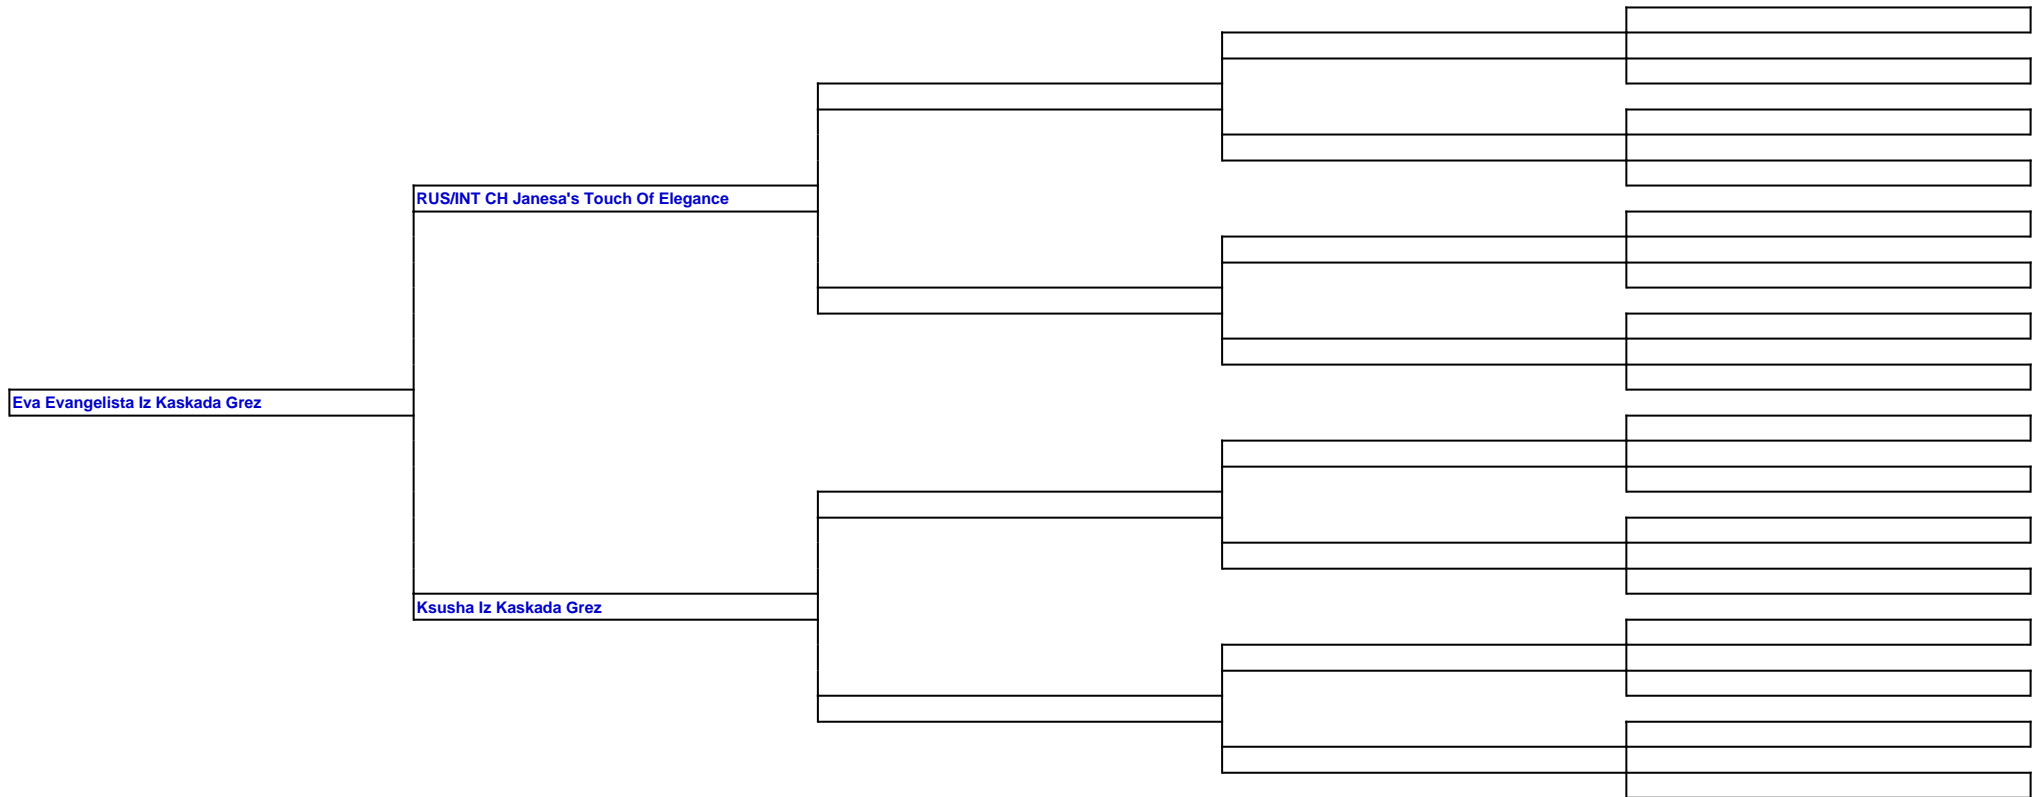 RUS/INT CH Janesa's Touch Of Elegance
Eva Evangelista Iz Kaskada Grez
Ksusha Iz Kaskada Grez